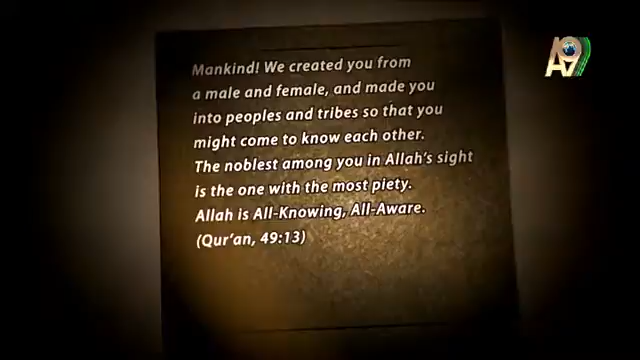 A9
Mankind! We created you from
a male and female, and made you
into peoples and tribes so that you
might come to know each other.
The noblest among you in Allah's sight
is the one with the most piety.
Allah is All-Knowing, All-Aware.
(Qur'an, 49:13)